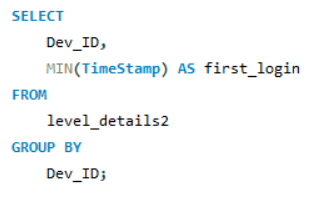 SELECT
Dev_ID,
MIN(TimeStamp) AS first_login
FROM
level_details2
GROUP BY
Dev_ID;